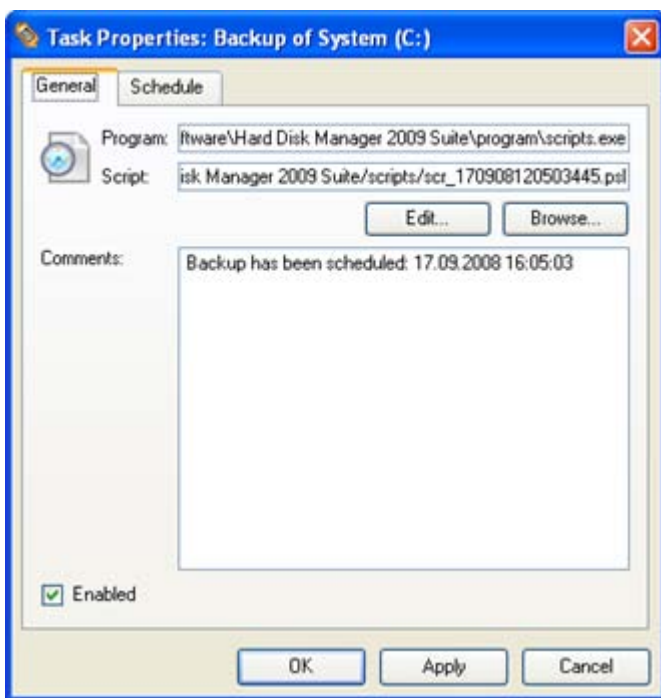 Task Properties: Backup of System (C:)
General Schedule
Program: ftware\Hard Disk Manager 2009 Suite\program\scripts.exe
Script: isk Manager 2009 Suite/scripts/scr_170908120503445.psl
Edit... Browse...
Comments: Backup has been scheduled: 17.09.2008 16:05:03
Enabled
OK Apply Cancel